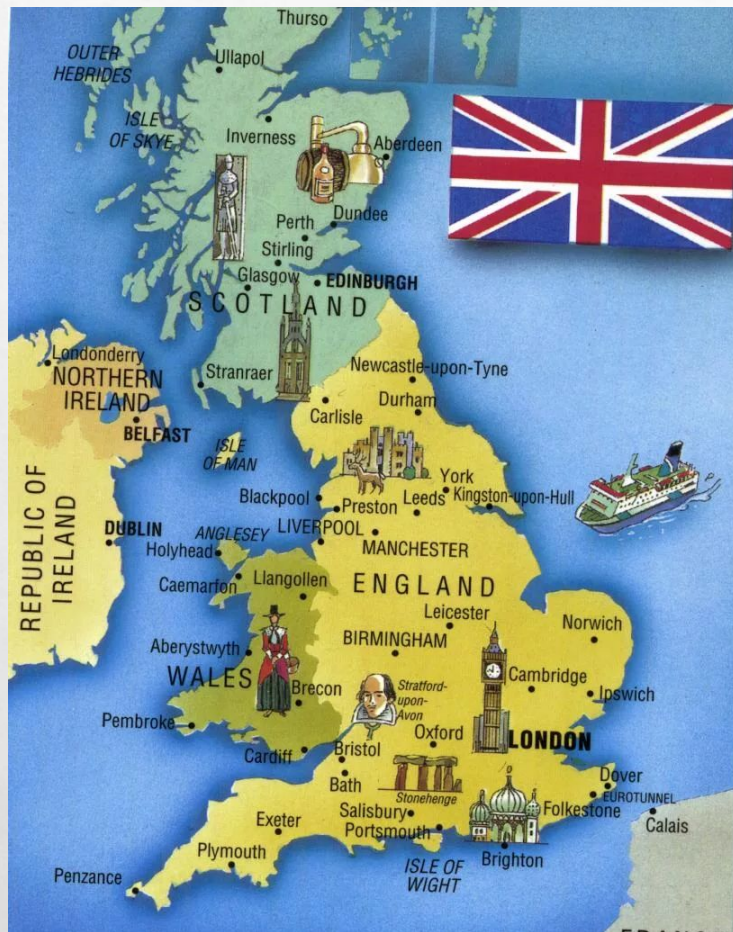 Thurso
OUTER
HEBRIDES
Ullapol
ISLE
OF SKYE
Inverness
Aberdeen
Dundee
Perth
Stirling
Glasgow
EDINBURGH
SCOTLAND
Londonderry
NORTHERN
IRELAND
Stranraer
Newcastle-upon-Tyne
Durham
Carlisle
BELFAST
ISLE
OF MAN
York
Blackpool
Preston
Leeds
Kingston-upon-Hull
REPUBLIC OF
IRELAND
DUBLIN
ANGLESEY
LIVERPOOL
Holyhead
MANCHESTER
Caemarfon
Llangollen
ENGLAND
Leicester
Norwich
Aberystwyth
BIRMINGHAM
WALES
Brecon
Stratford-
upon-
Avon
Cambridge
Ipswich
Pembroke
Oxford
LONDON
Cardiff
Bristol
Bath
Stonehenge
Dover
EUROTUNNEL
Folkestone
Calais
Salisbury
Portsmouth
Exeter
Plymouth
ISLE OF
WIGHT
Brighton
Penzance